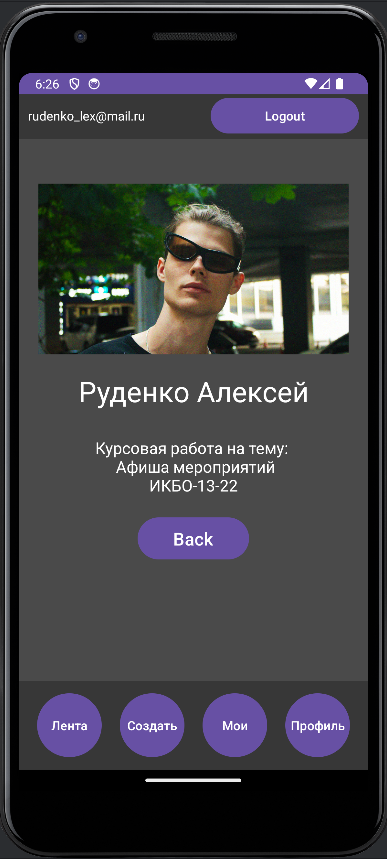 6:26
rudenko_lex@mail.ru
Logout
Руденко Алексей
Курсовая работа на тему:
Афиша мероприятий
ИКБО-13-22
Back
Лента
Создать
Мои
Профиль